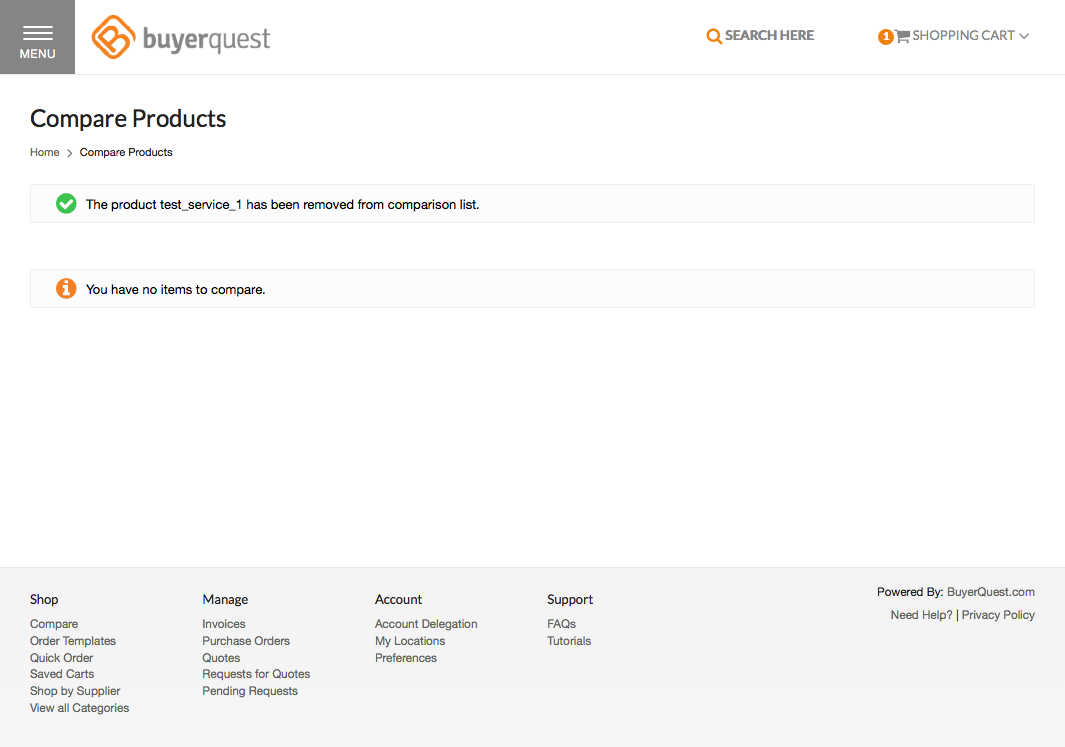 MENU
buyerquest
SEARCH HERE
1 SHOPPING CART
Compare Products
Home > Compare Products
The product test_service_1 has been removed from comparison list.
You have no items to compare.
Shop
Compare
Order Templates
Quick Order
Saved Carts
Shop by Supplier
View all Categories
Manage
Invoices
Purchase Orders
Quotes
Requests for Quotes
Pending Requests
Account
Account Delegation
My Locations
Preferences
Support
FAQs
Tutorials
Powered By: BuyerQuest.com
Need Help? | Privacy Policy